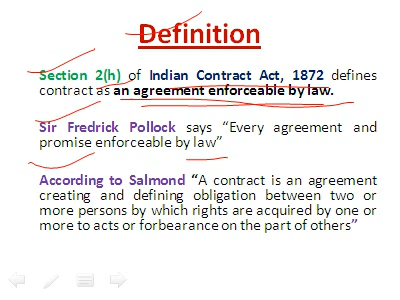 Definition
Section 2(h) of Indian Contract Act, 1872 defines
contract as an agreement enforceable by law.
Sir Fredrick Pollock says “Every agreement and
promise enforceable by law”
According to Salmond “A contract is an agreement
creating and defining obligation between two or
more persons by which rights are acquired by one or
more to acts or forbearance on the part of others”